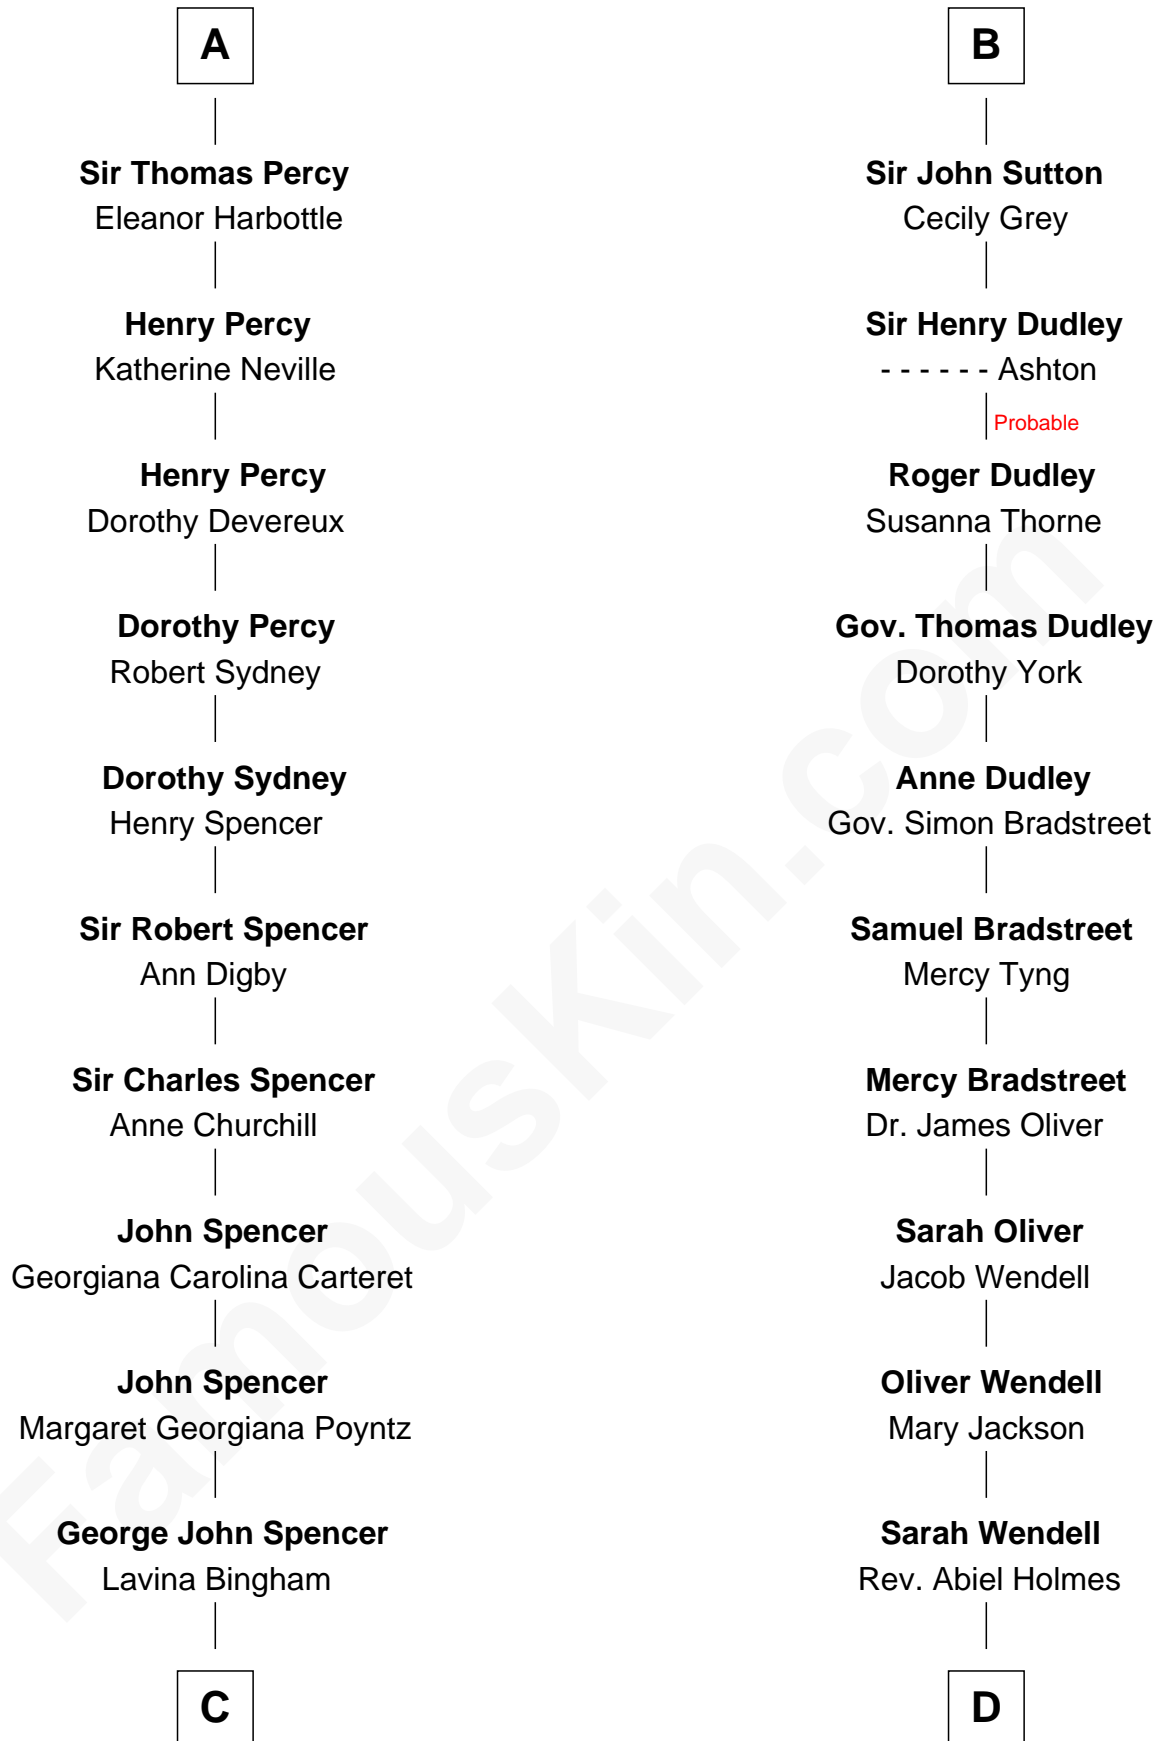 A
Sir Thomas Percy
Eleanor Harbottle
Henry Percy
Katherine Neville
Henry Percy
Dorothy Devereux
Dorothy Percy
Robert Sydney
Dorothy Sydney
Henry Spencer
Sir Robert Spencer
Ann Digby
Sir Charles Spencer
Anne Churchill
John Spencer
Georgiana Carolina Carteret
John Spencer
Margaret Georgiana Poyntz
George John Spencer
Lavina Bingham
C
B
Sir John Sutton
Cecily Grey
Sir Henry Dudley
- - - - - - Ashton
Probable
Roger Dudley
Susanna Thorne
Gov. Thomas Dudley
Dorothy York
Anne Dudley
Gov. Simon Bradstreet
Samuel Bradstreet
Mercy Tyng
Mercy Bradstreet
Dr. James Oliver
Sarah Oliver
Jacob Wendell
Oliver Wendell
Mary Jackson
Sarah Wendell
Rev. Abiel Holmes
D
FamousKin.com